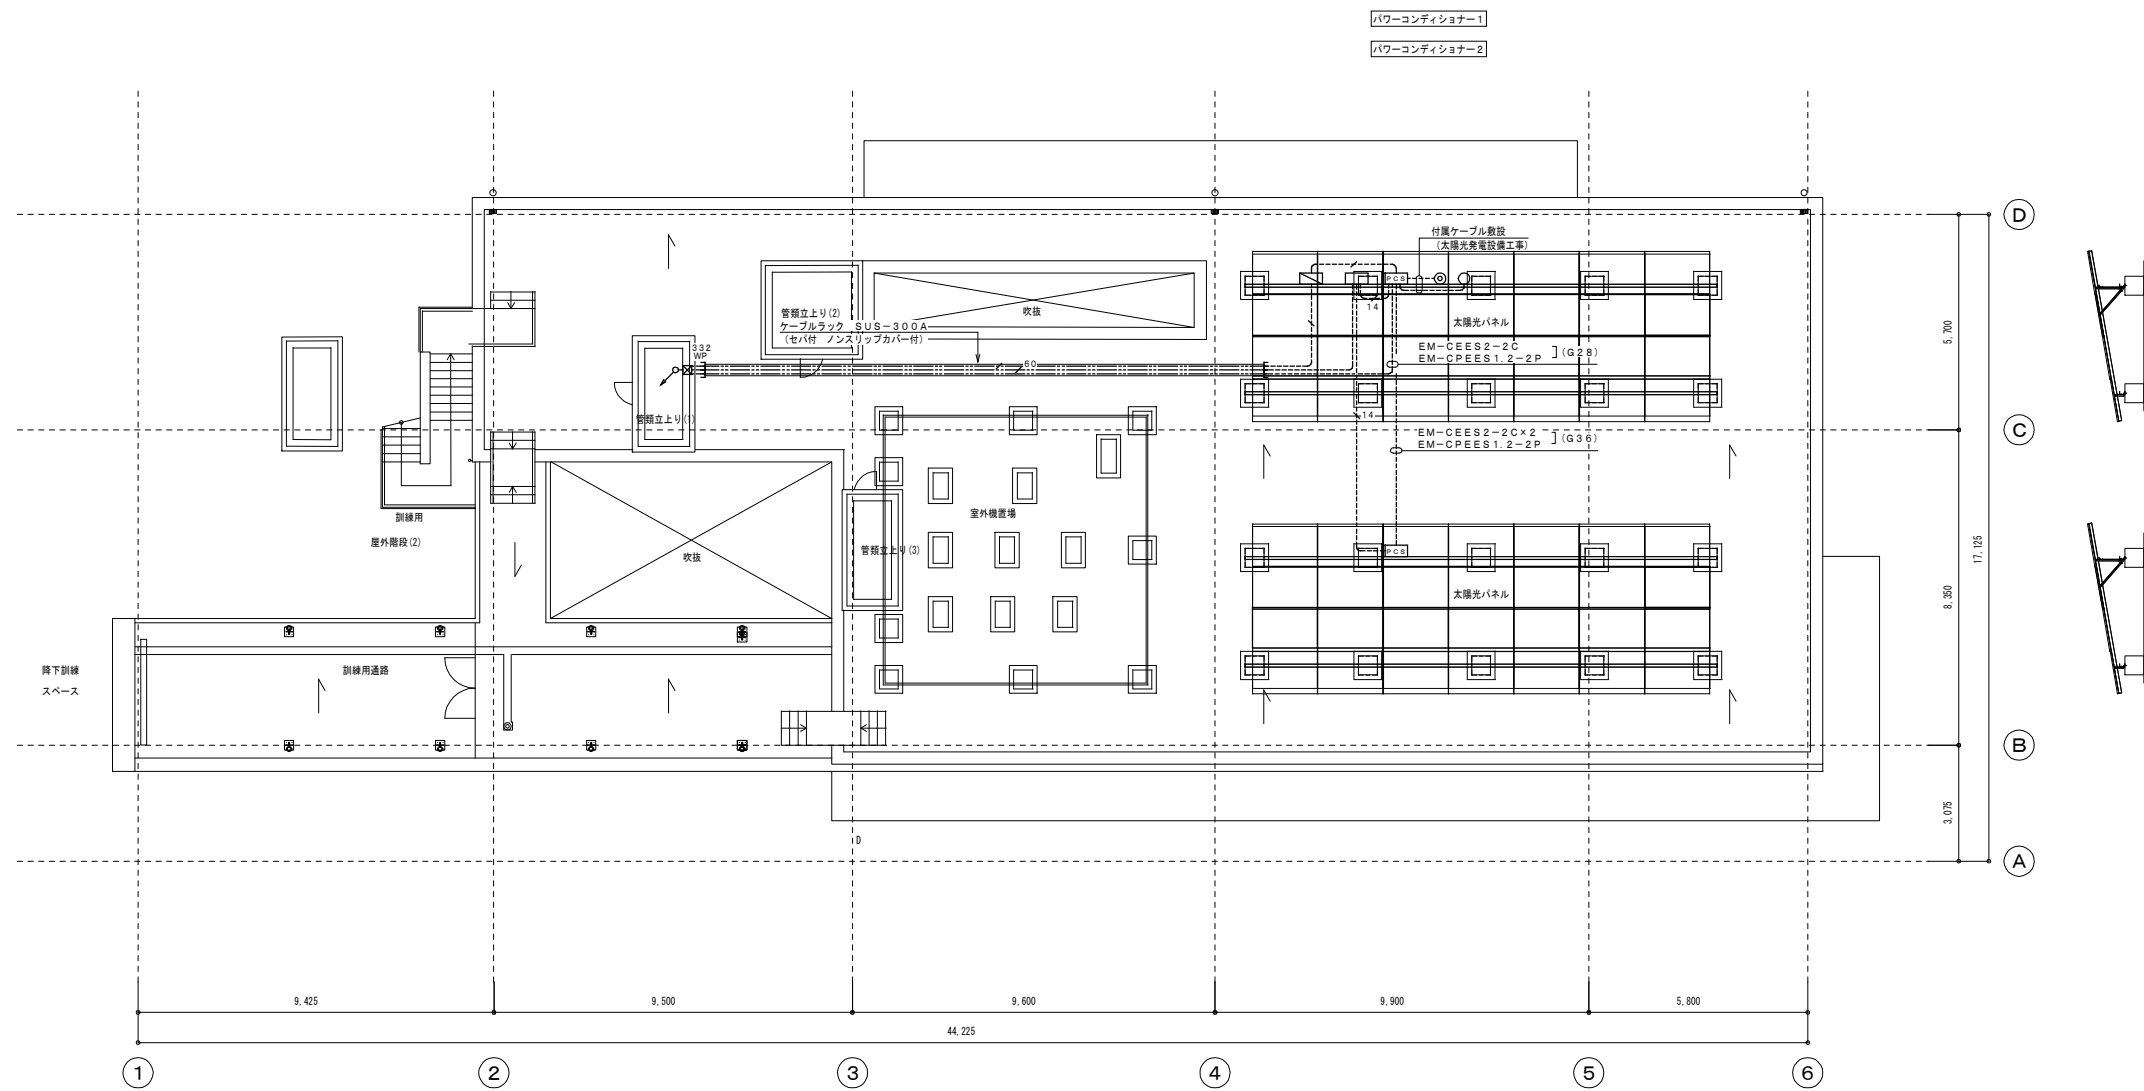 パワーコンディショナー1
パワーコンディショナー2
D
付属ケーブル敷設
(太陽光発電設備工事)
PCS
管類立上り(2)
ケーブルラック SUS-300A
(セパ付 ノンスリップカバー付)
吹抜
14
太陽光パネル
5,700
332
WP
60
EM-CEES2-2C
EM-CPEES1.2-2P
(G28)
管類立上り(1)
14
C
EM-CEES2-2C×2
EM-CPEES1.2-2P
(G36)
訓練用
屋外階段(2)
室外機置場
吹抜
管類立上り(3)
PCS
17,125
太陽光パネル
8,350
降下訓練
スペース
訓練用通路
B
3,075
D
A
9,425
9,500
9,600
9,900
5,800
44,225
1
2
3
4
5
6